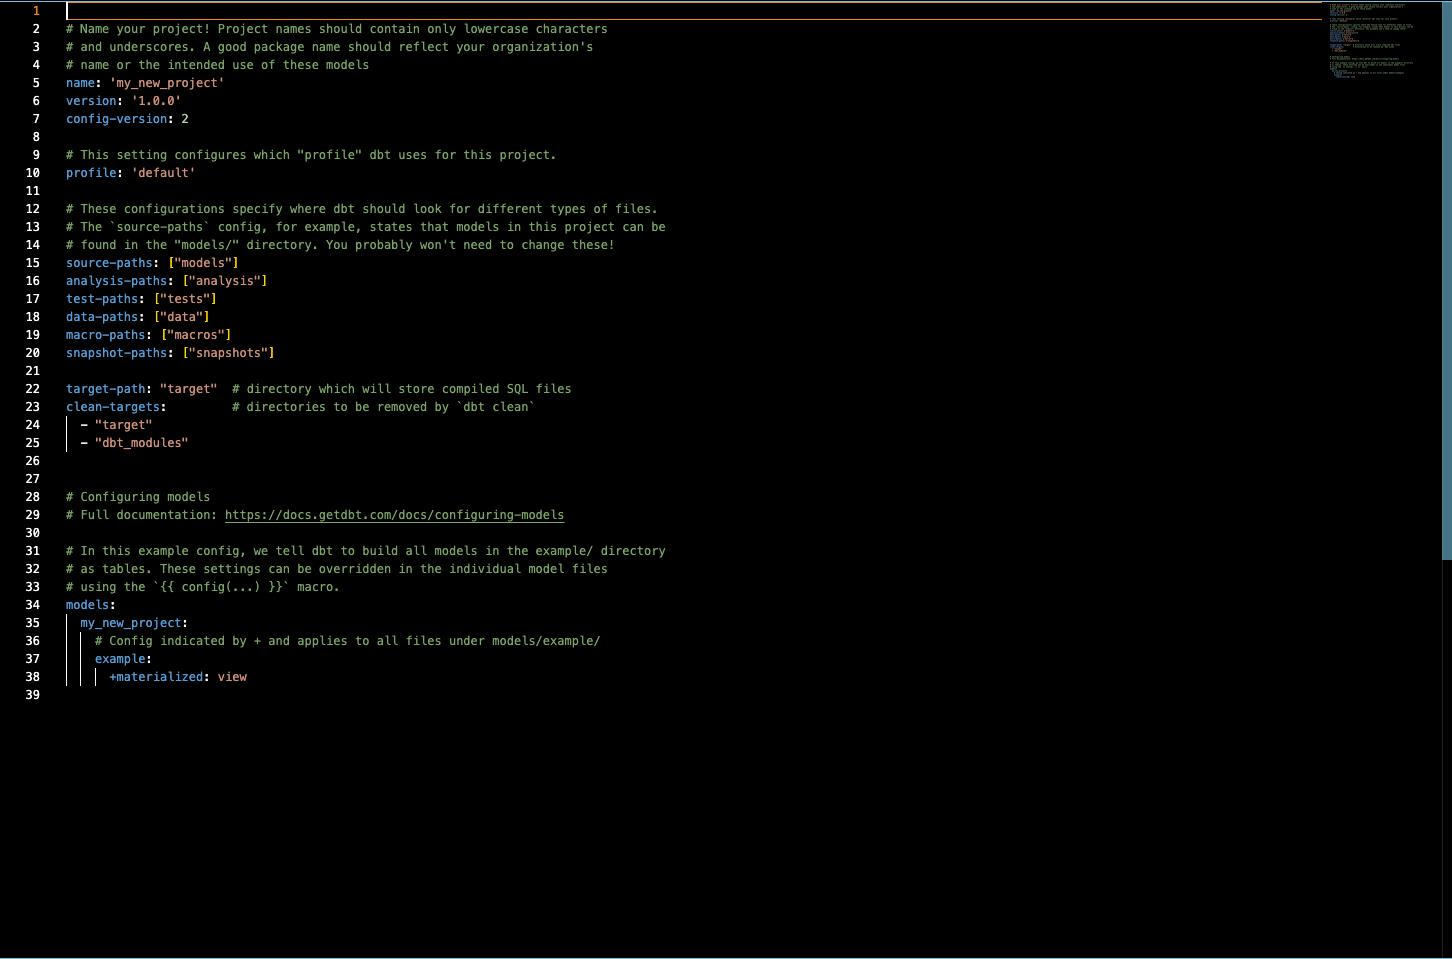 1
2 # Name your project! Project names should contain only lowercase characters
3 # and underscores. A good package name should reflect your organization's
4 # name or the intended use of these models
5 name: 'my_new_project'
6 version: '1.0.0'
7 config-version: 2
8
9 # This setting configures which "profile" dbt uses for this project.
10 profile: 'default'
11
12 # These configurations specify where dbt should look for different types of files.
13 # The `source-paths` config, for example, states that models in this project can be
14 # found in the "models/" directory. You probably won't need to change these!
15 source-paths: ["models"]
16 analysis-paths: ["analysis"]
17 test-paths: ["tests"]
18 data-paths: ["data"]
19 macro-paths: ["macros"]
20 snapshot-paths: ["snapshots"]
21
22 target-path: "target"  # directory which will store compiled SQL files
23 clean-targets:         # directories to be removed by `dbt clean`
24   - "target"
25   - "dbt_modules"
26
27
28 # Configuring models
29 # Full documentation: https://docs.getdbt.com/docs/configuring-models
30
31 # In this example config, we tell dbt to build all models in the example/ directory
32 # as tables. These settings can be overridden in the individual model files
33 # using the `{{ config(...) }}` macro.
34 models:
35   my_new_project:
36     # Config indicated by + and applies to all files under models/example/
37     example:
38       +materialized: view
39